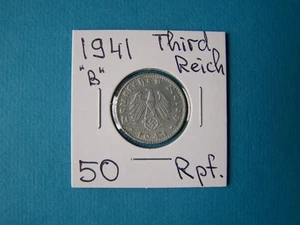 1941 Third
"B" Reich
50 Rpf.